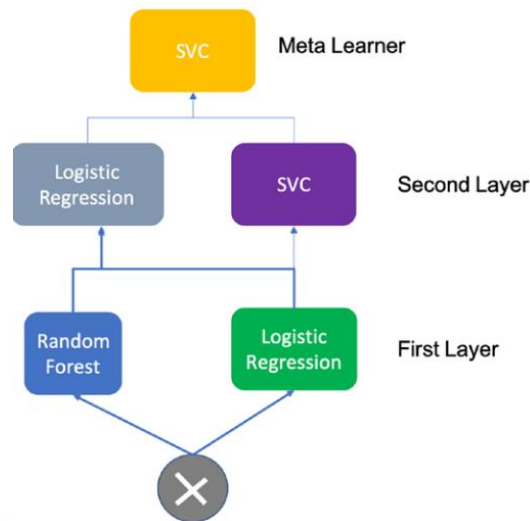 SVC
Meta Learner
Logistic
Regression
SVC
Second Layer
Random
Forest
Logistic
Regression
First Layer
X